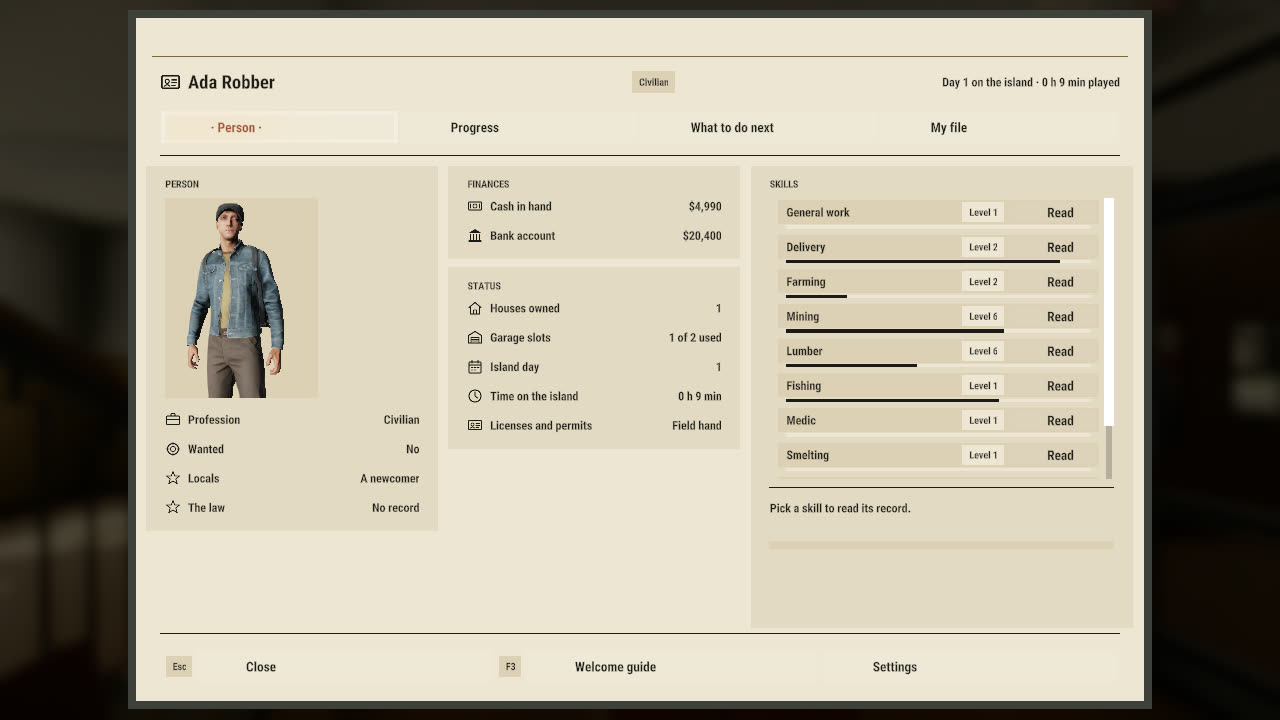 Ada Robber
Civilian
Day 1 on the island · 0 h 9 min played
· Person ·
Progress
What to do next
My file
PERSON
Profession Civilian
Wanted No
Locals A newcomer
The law No record
FINANCES
Cash in hand $4,990
Bank account $20,400
STATUS
Houses owned 1
Garage slots 1 of 2 used
Island day 1
Time on the island 0 h 9 min
Licenses and permits Field hand
SKILLS
General work Level 1 Read
Delivery Level 2 Read
Farming Level 2 Read
Mining Level 6 Read
Lumber Level 6 Read
Fishing Level 1 Read
Medic Level 1 Read
Smelting Level 1 Read
Pick a skill to read its record.
Esc Close
F3 Welcome guide
Settings